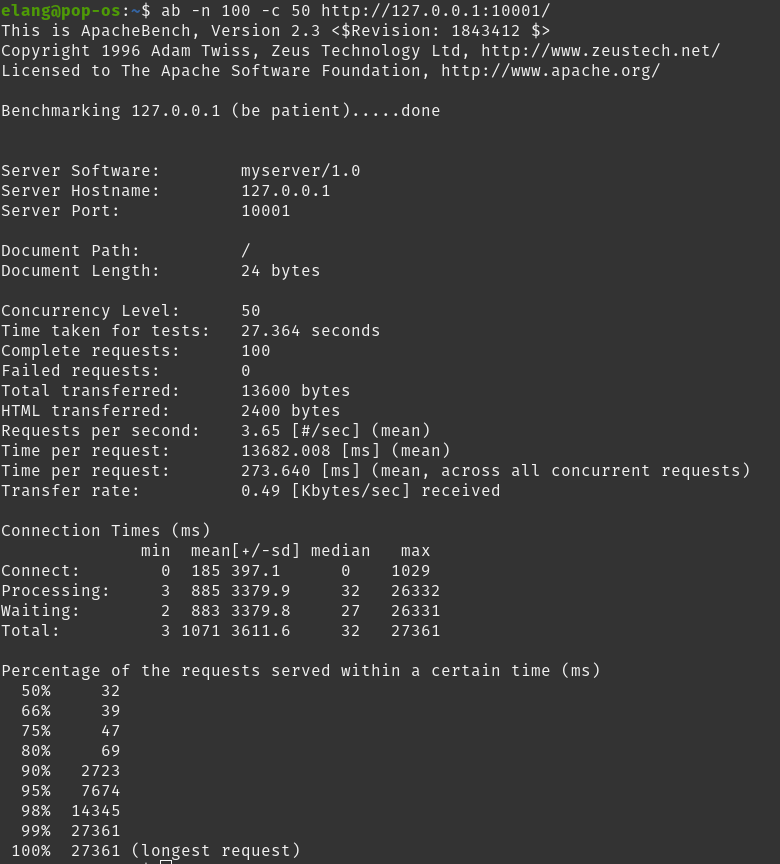 elang@pop-os:~$ ab -n 100 -c 50 http://127.0.0.1:10001/
This is ApacheBench, Version 2.3 <$Revision: 1843412 $>
Copyright 1996 Adam Twiss, Zeus Technology Ltd, http://www.zeustech.net/
Licensed to The Apache Software Foundation, http://www.apache.org/

Benchmarking 127.0.0.1 (be patient).....done


Server Software:        myserver/1.0
Server Hostname:        127.0.0.1
Server Port:            10001

Document Path:          /
Document Length:        24 bytes

Concurrency Level:      50
Time taken for tests:   27.364 seconds
Complete requests:      100
Failed requests:        0
Total transferred:      13600 bytes
HTML transferred:       2400 bytes
Requests per second:    3.65 [#/sec] (mean)
Time per request:       13682.008 [ms] (mean)
Time per request:       273.640 [ms] (mean, across all concurrent requests)
Transfer rate:          0.49 [Kbytes/sec] received

Connection Times (ms)
              min  mean[+/-sd] median   max
Connect:        0  185 397.1      0    1029
Processing:     3  885 3379.9    32   26332
Waiting:        2  883 3379.8    27   26331
Total:          3 1071 3611.6    32   27361

Percentage of the requests served within a certain time (ms)
  50%     32
  66%     39
  75%     47
  80%     69
  90%   2723
  95%   7674
  98%  14345
  99%  27361
 100%  27361 (longest request)